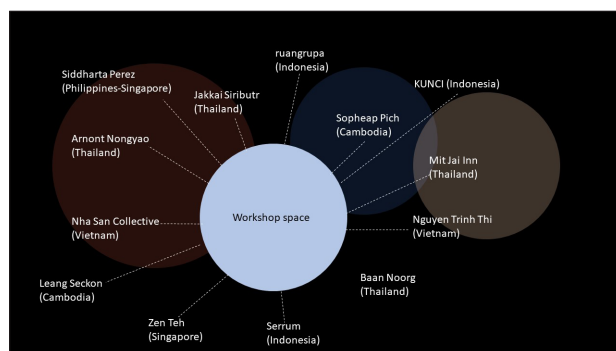 ruangrupa
(Indonesia)
Siddharta Perez
(Philippines-Singapore)
Jakkai Siributr
(Thailand)
KUNCI (Indonesia)
Sopheap Pich
(Cambodia)
Arnont Nongyao
(Thailand)
Mit Jai Inn
(Thailand)
Workshop space
Nha San Collective
(Vietnam)
Nguyen Trinh Thi
(Vietnam)
Leang Seckon
(Cambodia)
Baan Noorg
(Thailand)
Zen Teh
(Singapore)
Serrum
(Indonesia)